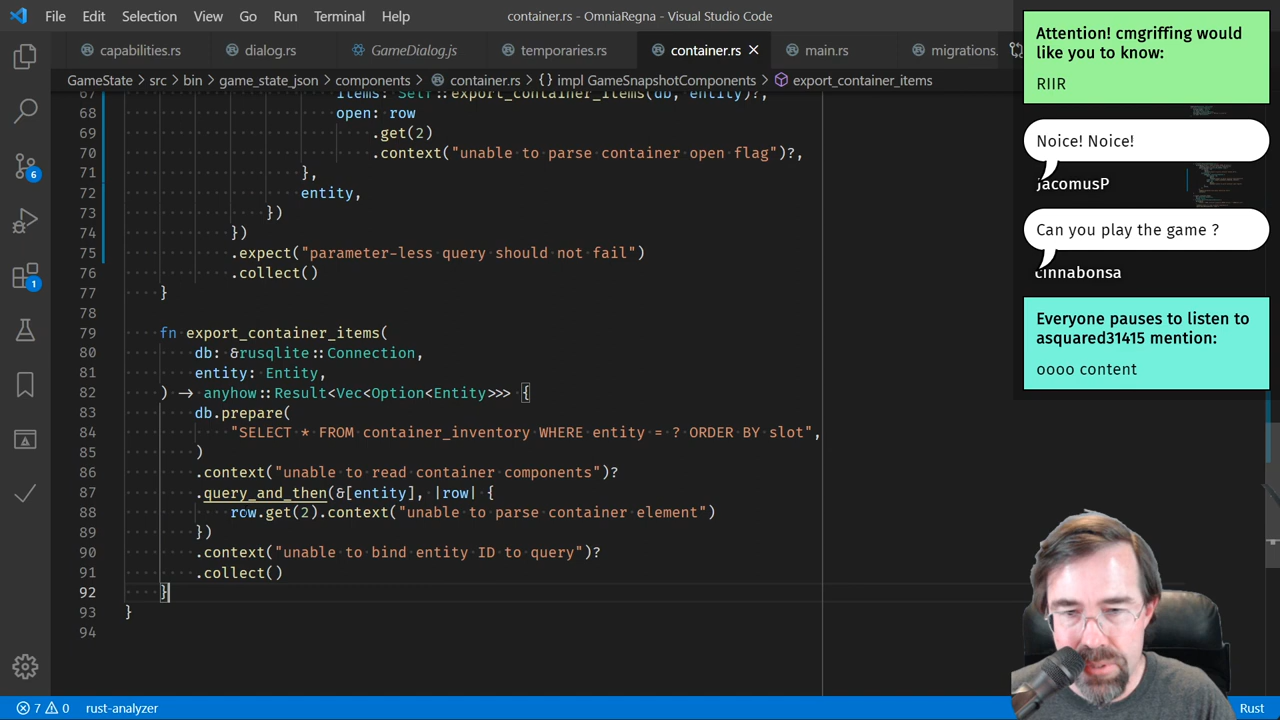 File Edit Selection View Go Run Terminal Help
container.rs - OmniaRegna - Visual Studio Code
capabilities.rs dialog.rs GameDialog.js temporaries.rs container.rs main.rs migrations.
GameState > src > bin > game_state_json > components > container.rs > {} impl GameSnapshotComponents > export_container_items
67 items: Self::export_container_items(db, entity)?,
68 open: row
69 .get(2)
70 .context("unable to parse container open flag")?,
71 },
72 entity,
73 })
74 })
75 .expect("parameter-less query should not fail")
76 .collect()
77 }
78
79 fn export_container_items(
80 db: &rusqlite::Connection,
81 entity: Entity,
82 ) -> anyhow::Result<Vec<Option<Entity>>> {
83 db.prepare(
84 "SELECT * FROM container_inventory WHERE entity = ? ORDER BY slot",
85 )
86 .context("unable to read container components")?
87 .query_and_then(&[entity], |row| {
88 row.get(2).context("unable to parse container element")
89 })
90 .context("unable to bind entity ID to query")?
91 .collect()
92 }
93 }
94
6
1
7 0 rust-analyzer
Rust
Attention! cmgriffing would
like you to know:
RIIR
Noice! Noice!
jacomusP
Can you play the game ?
cinnabonsa
Everyone pauses to listen to
asquared31415 mention:
oooo content